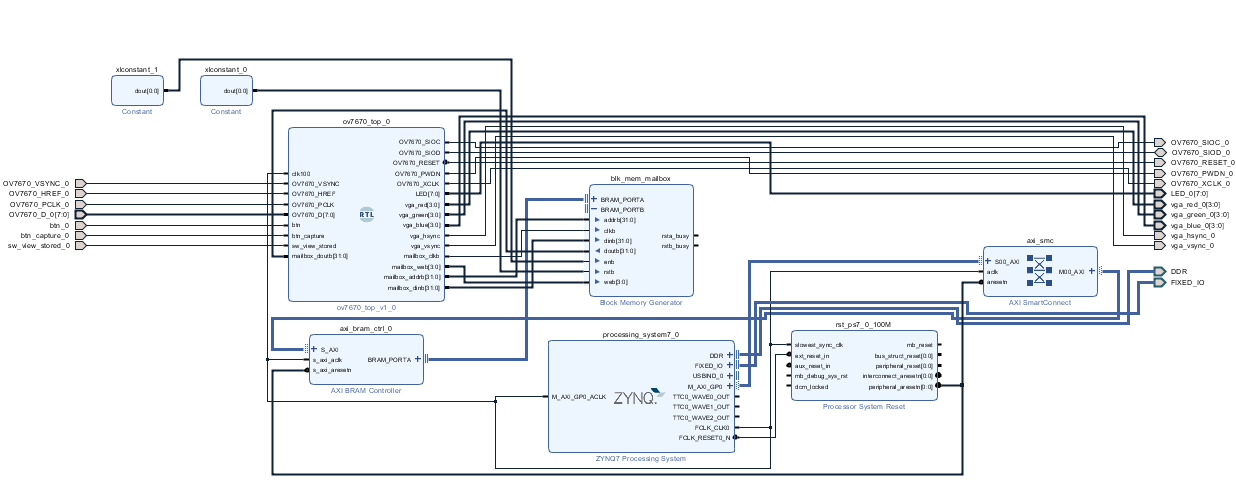 xlconstant_1
dout[0:0]
Constant
xlconstant_0
dout[0:0]
Constant
ov7670_top_0
clk100
OV7670_VSYNC
OV7670_HREF
OV7670_PCLK
OV7670_D[7:0]
btn
btn_capture
sw_view_stored
mailbox_doutb[31:0]
RTL
OV7670_SIOC
OV7670_SIOD
OV7670_RESET
OV7670_PWDN
OV7670_XCLK
LED[7:0]
vga_red[3:0]
vga_green[3:0]
vga_blue[3:0]
vga_hsync
vga_vsync
mailbox_clkb
mailbox_web[3:0]
mailbox_addrb[31:0]
mailbox_dinb[31:0]
ov7670_top_v1_0
OV7670_VSYNC_0
OV7670_HREF_0
OV7670_PCLK_0
OV7670_D_0[7:0]
btn_0
btn_capture_0
sw_view_stored_0
blk_mem_mailbox
BRAM_PORTA
BRAM_PORTB
addrb[31:0]
clkb
dinb[31:0]
doutb[31:0]
enb
rstb
web[3:0]
rsta_busy
rstb_busy
Block Memory Generator
axi_smc
S00_AXI
aclk
aresetn
M00_AXI
AXI SmartConnect
OV7670_SIOC_0
OV7670_SIOD_0
OV7670_RESET_0
OV7670_PWDN_0
OV7670_XCLK_0
LED_0[7:0]
vga_red_0[3:0]
vga_green_0[3:0]
vga_blue_0[3:0]
vga_hsync_0
vga_vsync_0
DDR
FIXED_IO
axi_bram_ctrl_0
S_AXI
s_axi_aclk
s_axi_aresetn
BRAM_PORTA
AXI BRAM Controller
processing_system7_0
M_AXI_GP0_ACLK
ZYNQ
DDR
FIXED_IO
USBIND_0
M_AXI_GP0
TTC0_WAVE0_OUT
TTC0_WAVE1_OUT
TTC0_WAVE2_OUT
FCLK_CLK0
FCLK_RESET0_N
ZYNQ7 Processing System
rst_ps7_0_100M
slowest_sync_clk
ext_reset_in
aux_reset_in
mb_debug_sys_rst
dcm_locked
mb_reset
bus_struct_reset[0:0]
peripheral_reset[0:0]
interconnect_aresetn[0:0]
peripheral_aresetn[0:0]
Processor System Reset